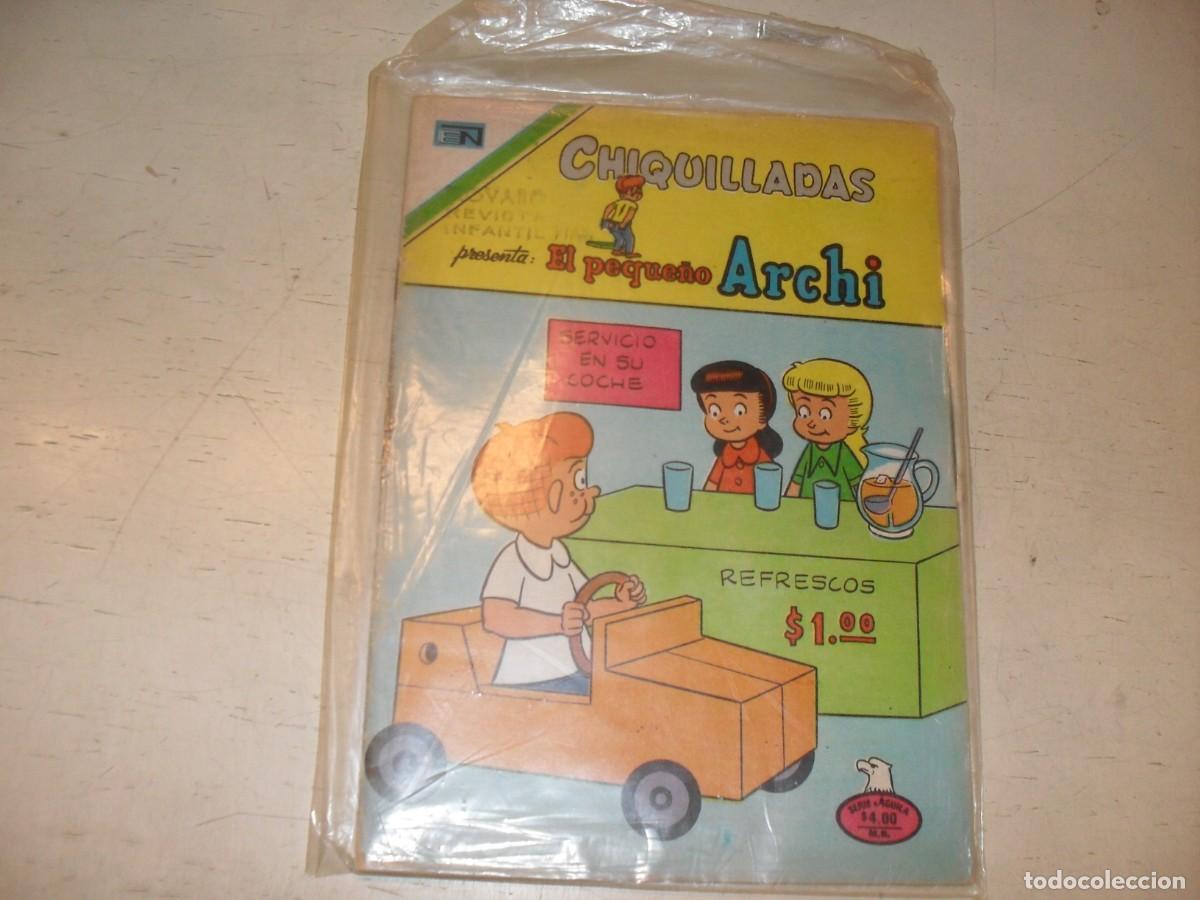 EN
CHIQUILLADAS
REVISTA
INFANTIL
presenta: El pequeño Archi
SERVICIO
EN SU
COCHE
REFRESCOS
$1.00
SERIE AGUILA
$4.00
M.N.
todocoleccion